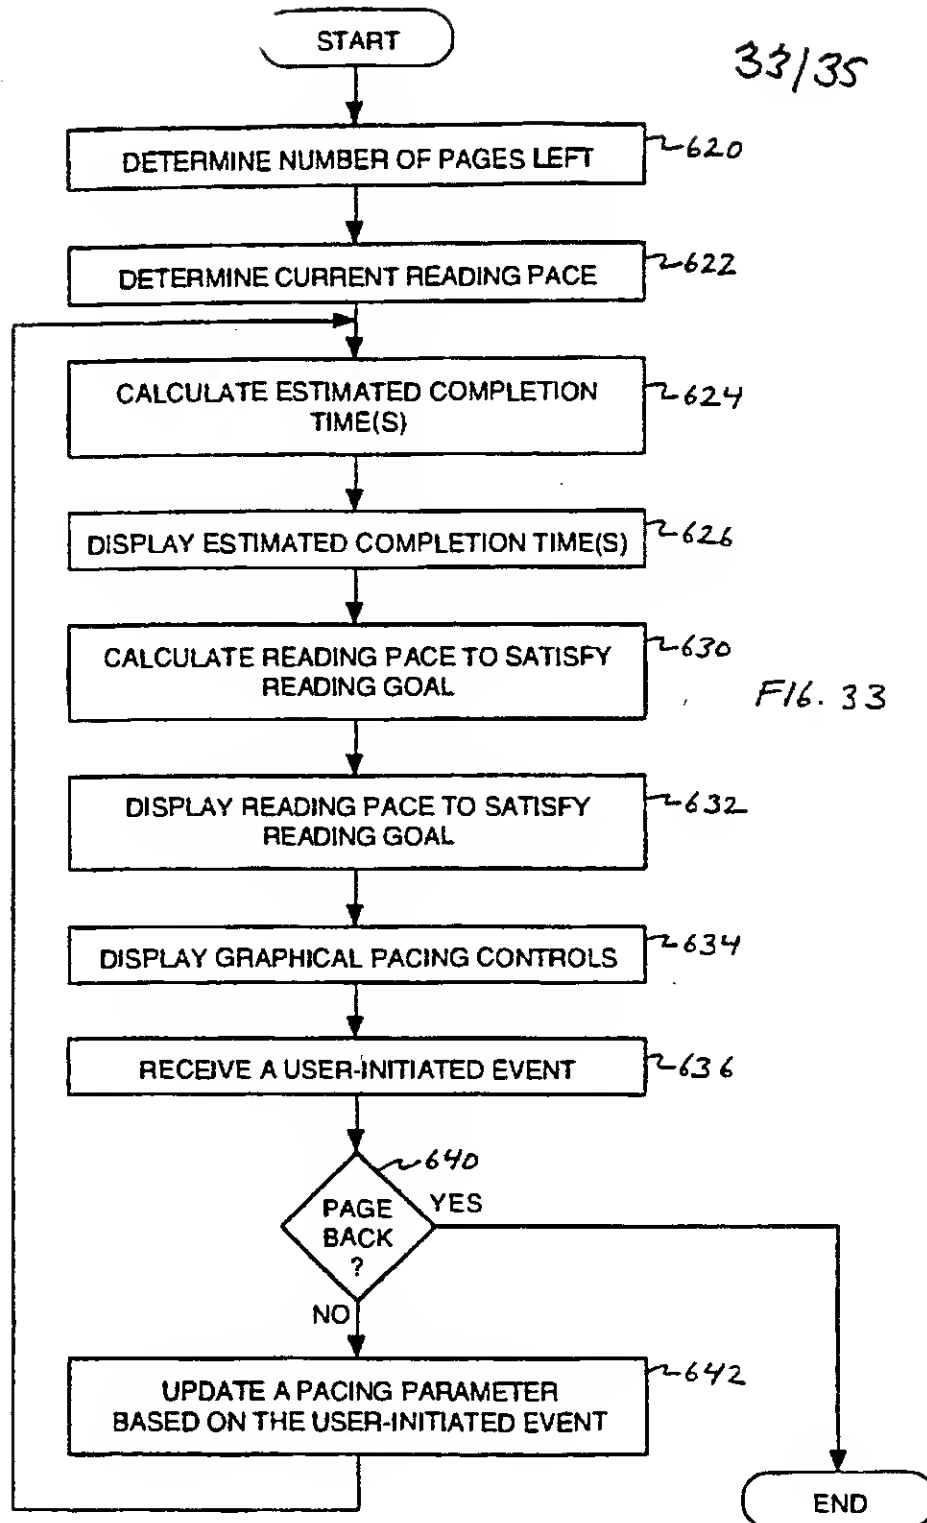 START
33/35
DETERMINE NUMBER OF PAGES LEFT
620
DETERMINE CURRENT READING PACE
622
CALCULATE ESTIMATED COMPLETION
TIME(S)
624
DISPLAY ESTIMATED COMPLETION TIME(S)
626
CALCULATE READING PACE TO SATISFY
READING GOAL
630
FIG. 33
DISPLAY READING PACE TO SATISFY
READING GOAL
632
DISPLAY GRAPHICAL PACING CONTROLS
634
RECEIVE A USER-INITIATED EVENT
636
640
PAGE
BACK
?
YES
NO
UPDATE A PACING PARAMETER
BASED ON THE USER-INITIATED EVENT
642
END